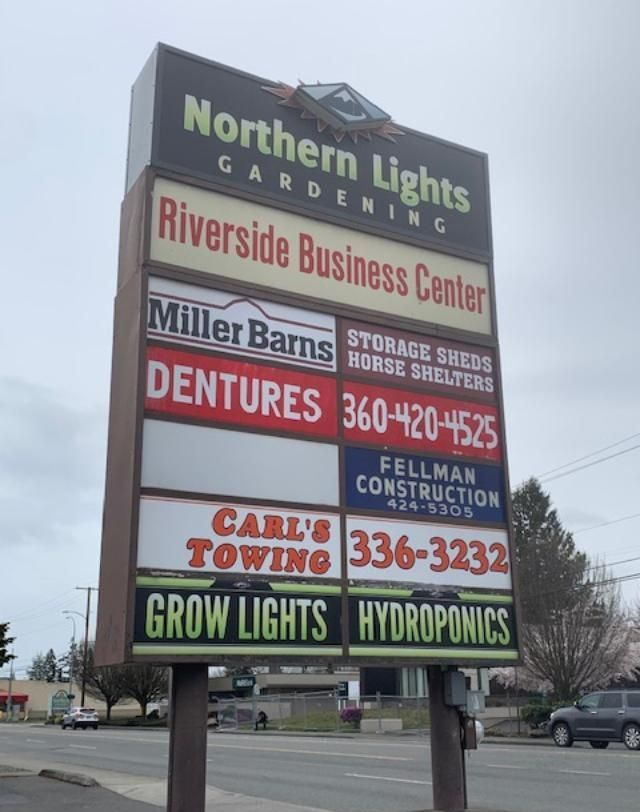 Northern Lights
GARDENING
Riverside Business Center
Miller Barns
STORAGE SHEDS
HORSE SHELTERS
DENTURES 360-420-4525
FELLMAN
CONSTRUCTION
424-5305
CARL'S
TOWING
336-3232
GROW LIGHTS HYDROPONICS